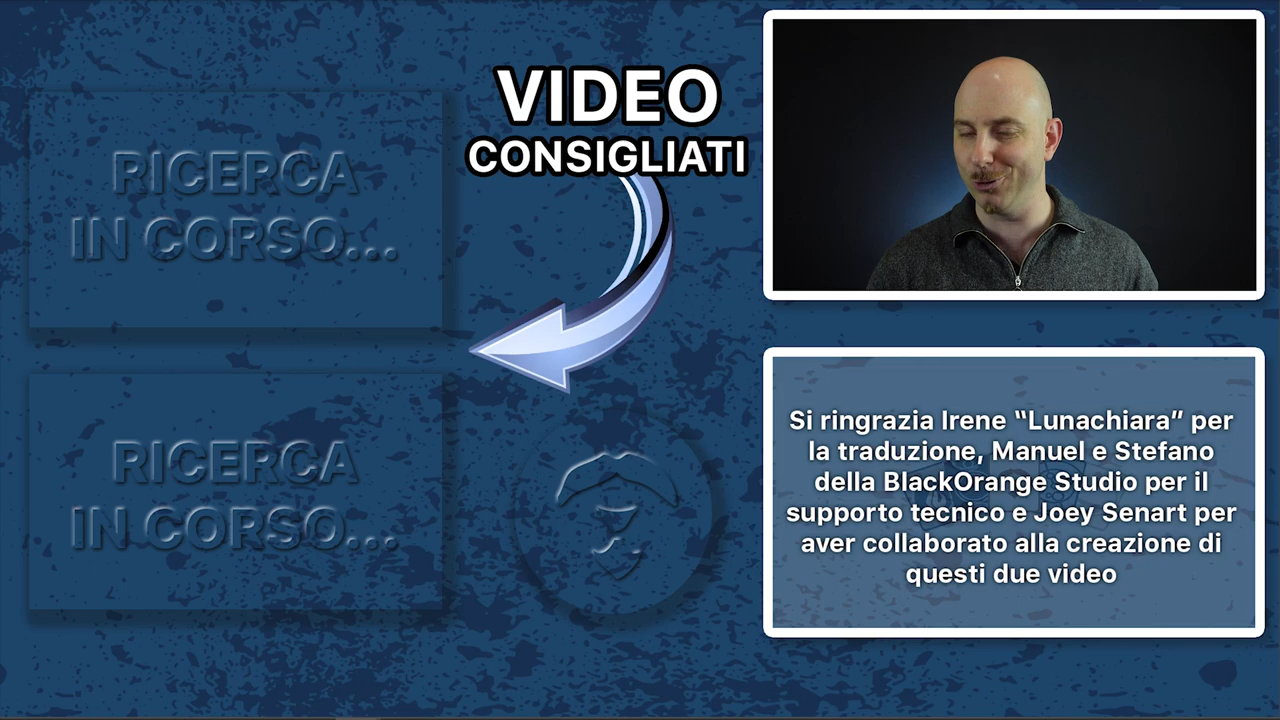 VIDEO
CONSIGLIATI
RICERCA
IN CORSO...
RICERCA
IN CORSO...
Si ringrazia Irene “Lunachiara” per
la traduzione, Manuel e Stefano
della BlackOrange Studio per il
supporto tecnico e Joey Senart per
aver collaborato alla creazione di
questi due video